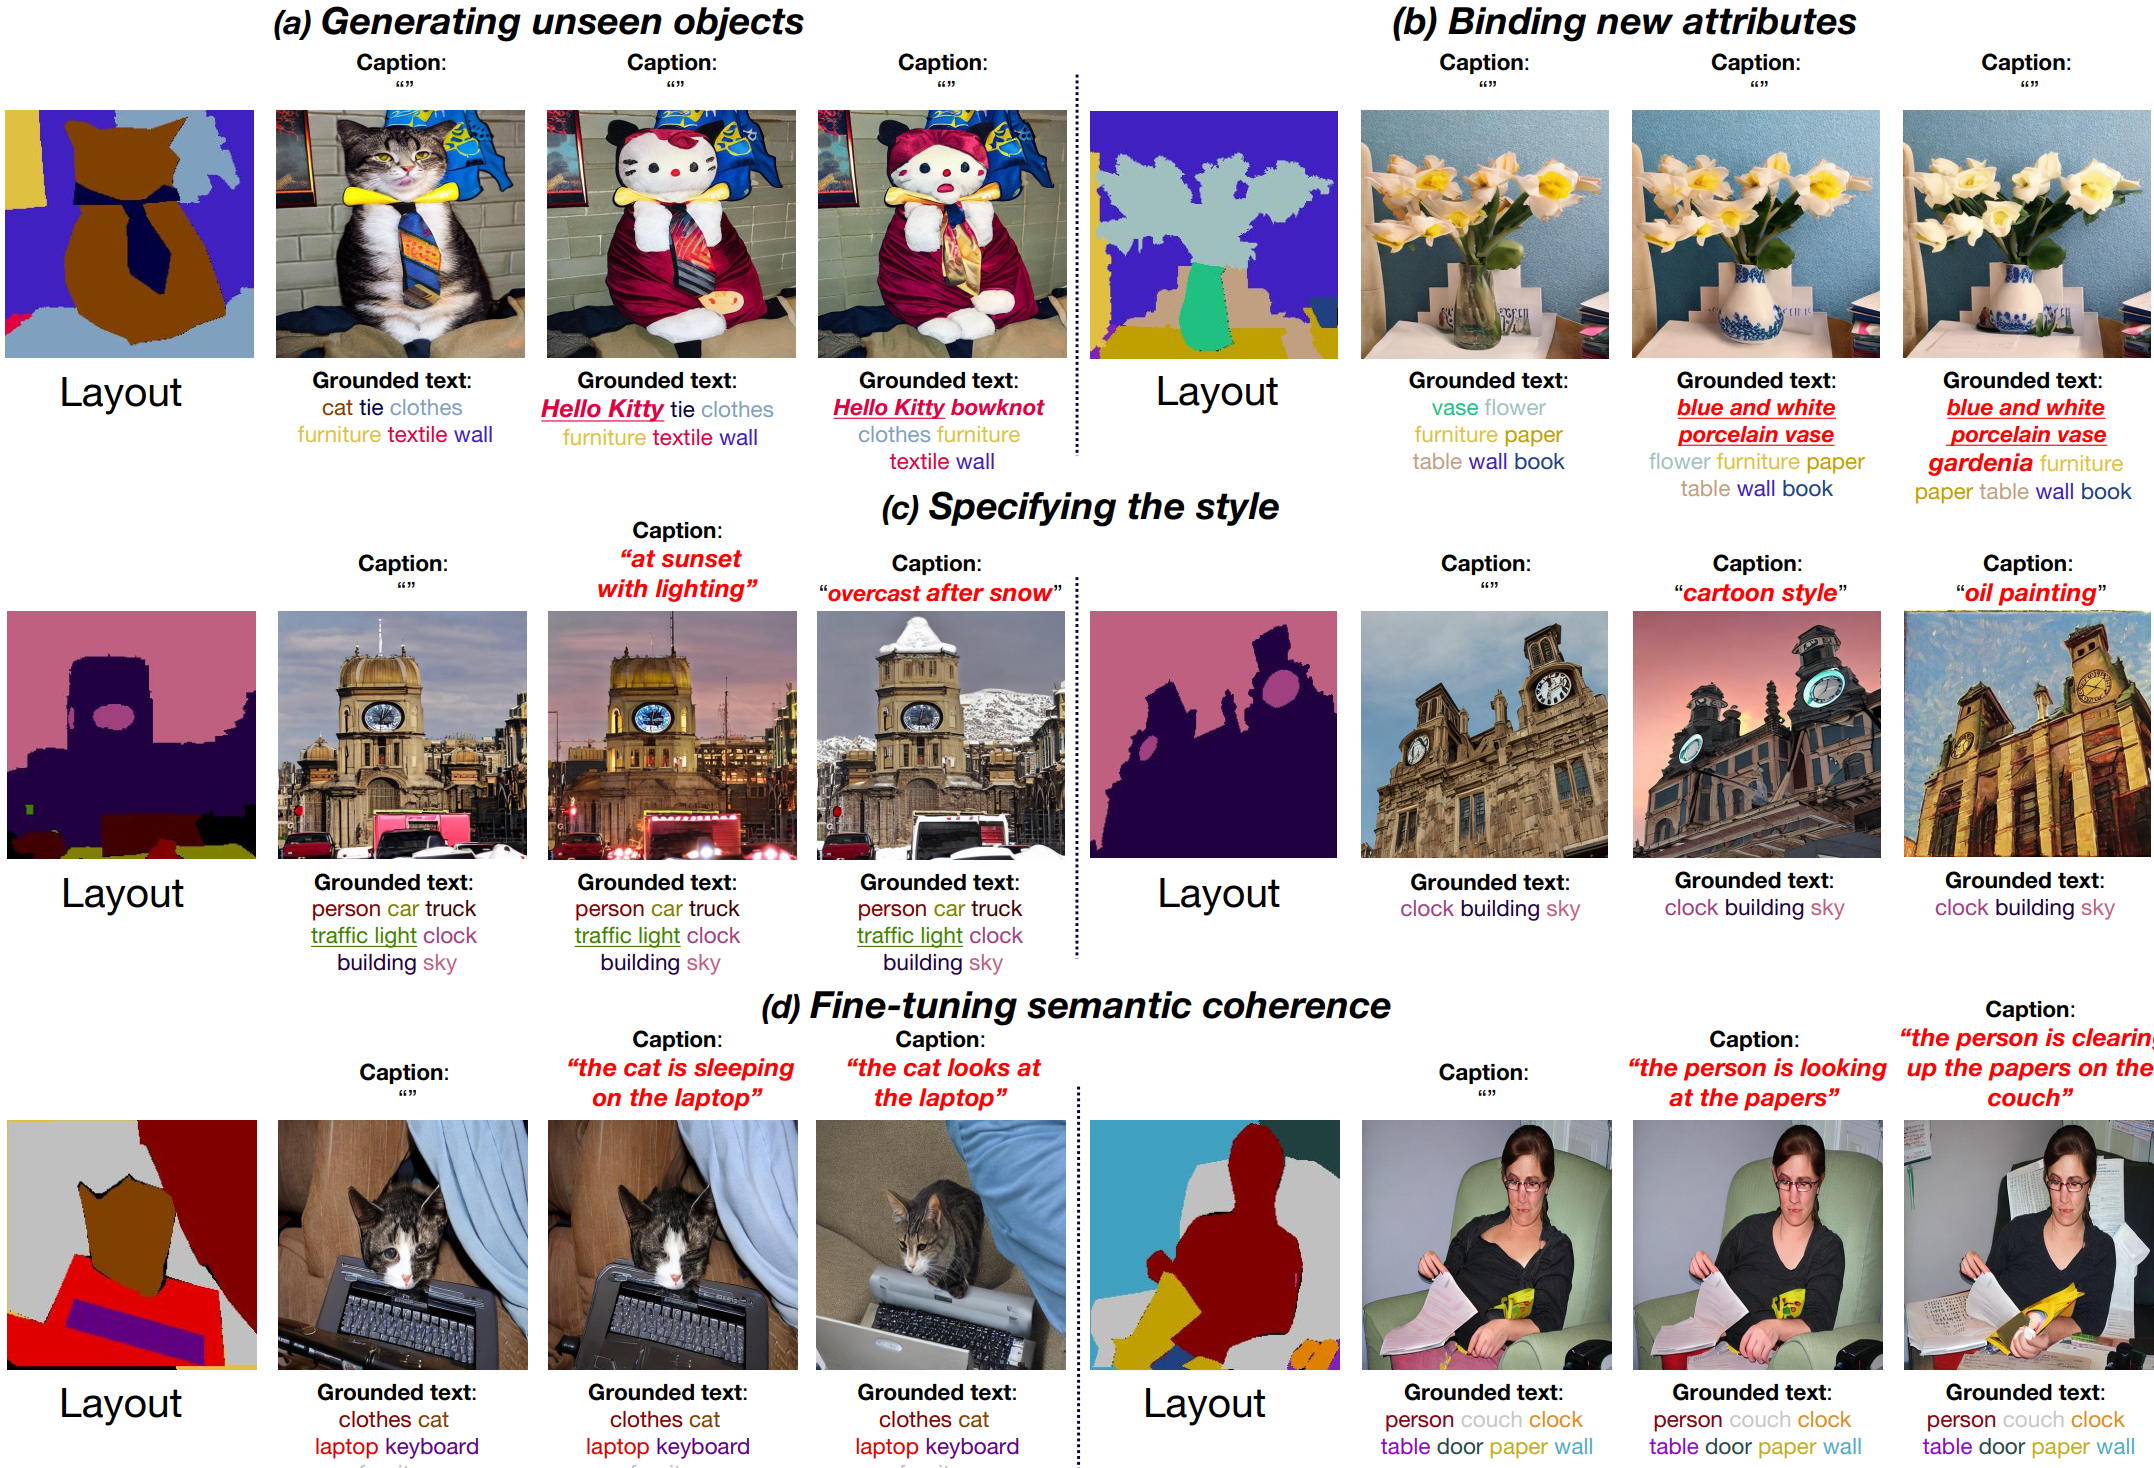 (a) Generating unseen objects
Caption:
“”
Caption:
“”
Caption:
“”
Layout
Grounded text:
cat tie clothes
furniture textile wall
Grounded text:
Hello Kitty tie clothes
furniture textile wall
Grounded text:
Hello Kitty bowknot
clothes furniture
textile wall
(b) Binding new attributes
Caption:
“”
Caption:
“”
Caption:
“”
Layout
Grounded text:
vase flower
furniture paper
table wall book
Grounded text:
blue and white
porcelain vase
flower furniture paper
table wall book
Grounded text:
blue and white
porcelain vase
gardenia furniture
paper table wall book
(c) Specifying the style
Caption:
“”
Caption:
“at sunset
with lighting”
Caption:
“overcast after snow”
Layout
Grounded text:
person car truck
traffic light clock
building sky
Grounded text:
person car truck
traffic light clock
building sky
Grounded text:
person car truck
traffic light clock
building sky
Caption:
“”
Caption:
“cartoon style”
Caption:
“oil painting”
Layout
Grounded text:
clock building sky
Grounded text:
clock building sky
Grounded text:
clock building sky
(d) Fine-tuning semantic coherence
Caption:
“”
Caption:
“the cat is sleeping
on the laptop”
Caption:
“the cat looks at
the laptop”
Layout
Grounded text:
clothes cat
laptop keyboard
Grounded text:
clothes cat
laptop keyboard
Grounded text:
clothes cat
laptop keyboard
Caption:
“”
Caption:
“the person is looking
at the papers”
Caption:
“the person is clearing
up the papers on the
couch”
Layout
Grounded text:
person couch clock
table door paper wall
Grounded text:
person couch clock
table door paper wall
Grounded text:
person couch clock
table door paper wall